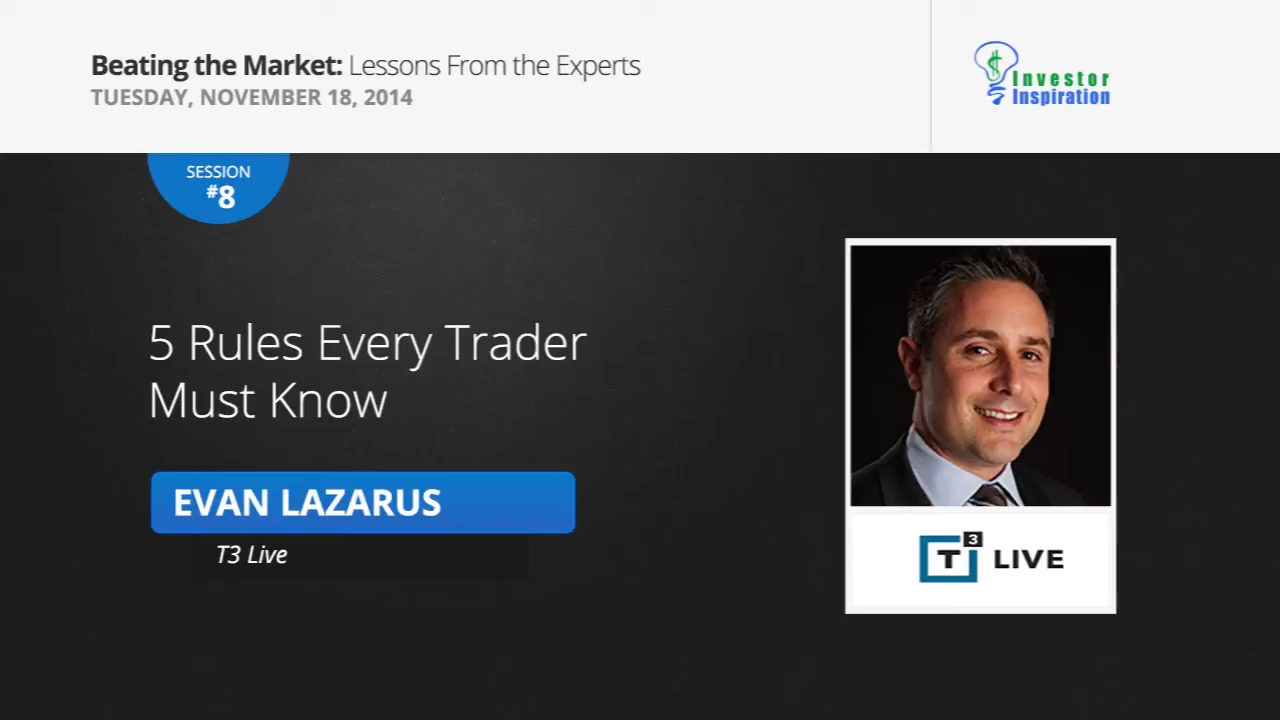 Beating the Market: Lessons From the Experts
TUESDAY, NOVEMBER 18, 2014
Investor
Inspiration
SESSION
#8
5 Rules Every Trader
Must Know
EVAN LAZARUS
T3 Live
T3 LIVE